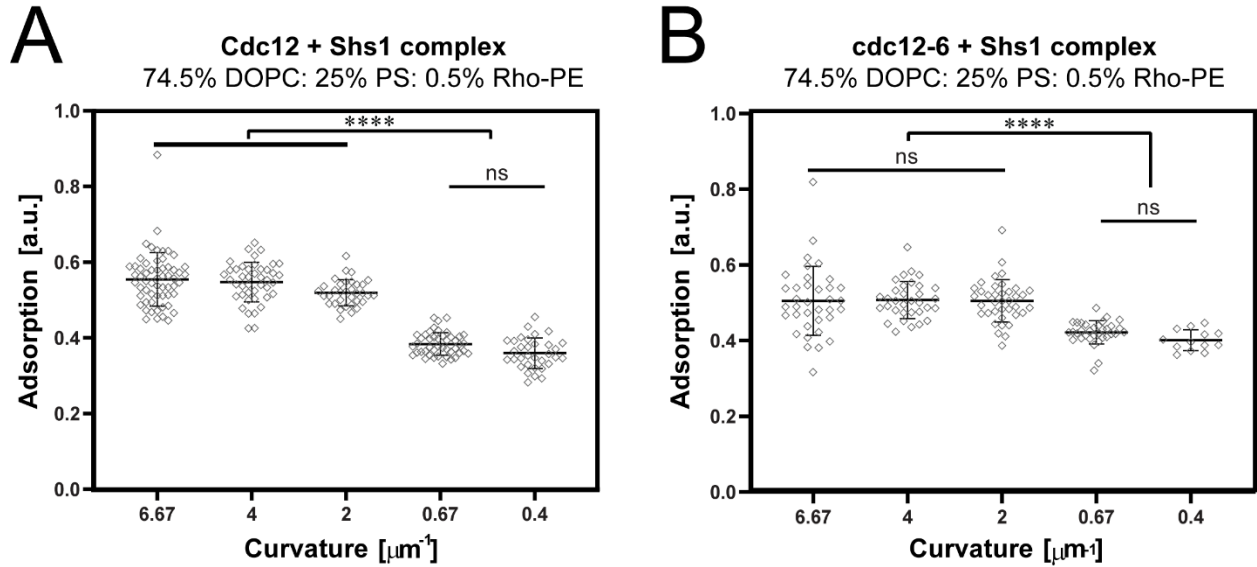 A
Cdc12 + Shs1 complex
74.5% DOPC: 25% PS: 0.5% Rho-PE
Adsorption [a.u.]
1.0
0.8
0.6
0.4
0.2
0.0
****
ns
6.67 4 2 0.67 0.4
Curvature [μm⁻¹]
B
cdc12-6 + Shs1 complex
74.5% DOPC: 25% PS: 0.5% Rho-PE
Adsorption [a.u.]
1.0
0.8
0.6
0.4
0.2
0.0
****
ns
ns
6.67 4 2 0.67 0.4
Curvature [μm-1]